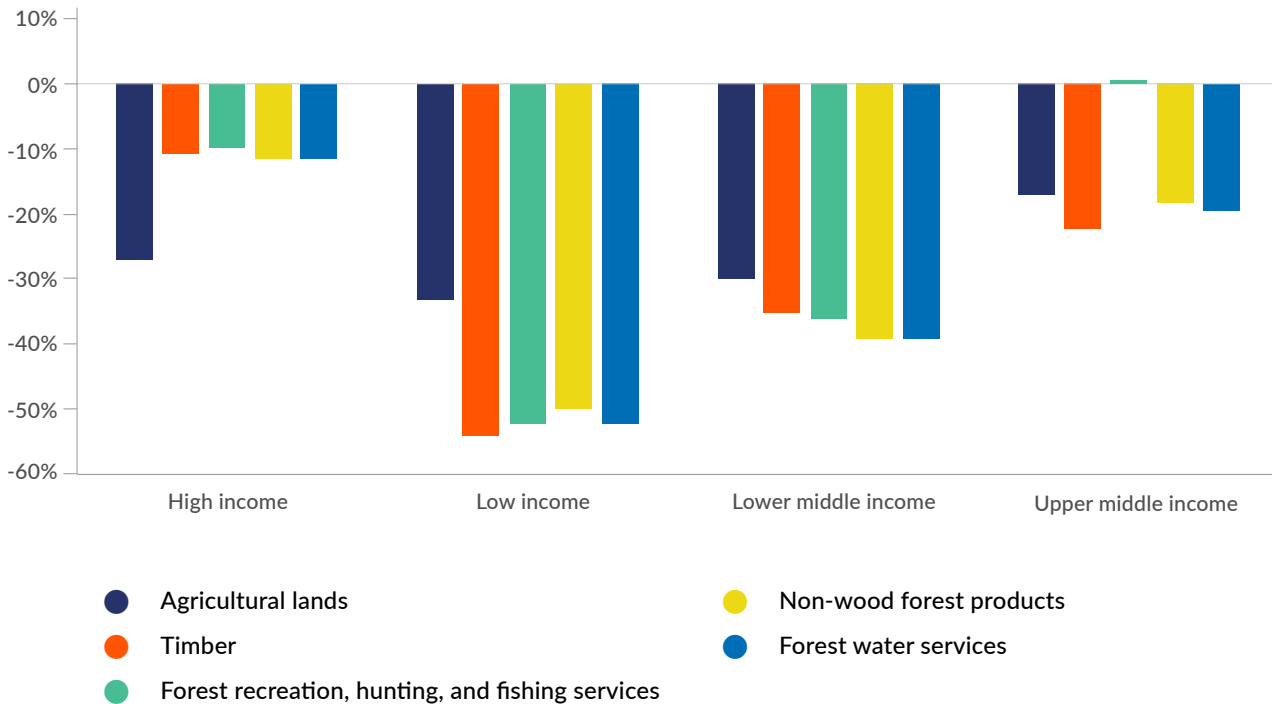 10%
0%
-10%
-20%
-30%
-40%
-50%
-60%
High income
Low income
Lower middle income
Upper middle income
Agricultural lands
Timber
Forest recreation, hunting, and fishing services
Non-wood forest products
Forest water services